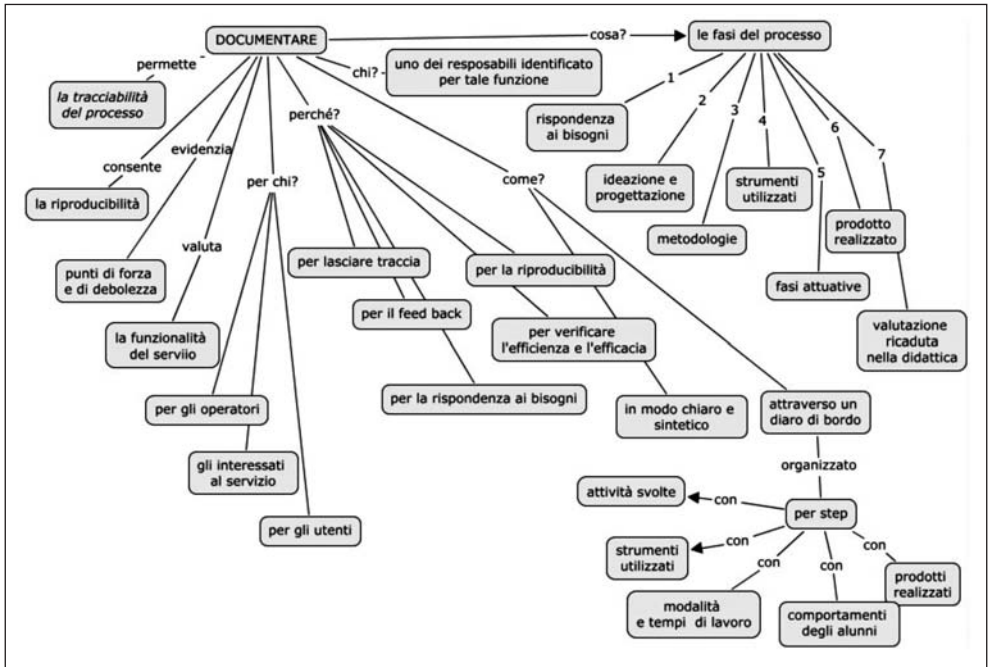 DOCUMENTARE
cosa?
le fasi del processo
permette
la tracciabilità
del processo
chi?
uno dei resposabili identificato
per tale funzione
consente
la riproducibilità
evidenzia
punti di forza
e di debolezza
valuta
la funzionalità
del serviio
per chi?
per gli operatori
gli interessati
al servizio
per gli utenti
perché?
per lasciare traccia
per il feed back
per la rispondenza ai bisogni
per la riproducibilità
per verificare
l'efficienza e l'efficacia
come?
in modo chiaro e
sintetico
attraverso un
diaro di bordo
organizzato
per step
con
attività svolte
con
strumenti
utilizzati
con
modalità
e tempi di lavoro
con
comportamenti
degli alunni
con
prodotti
realizzati
1
rispondenza
ai bisogni
2
ideazione e
progettazione
3
metodologie
4
strumenti
utilizzati
5
fasi attuative
6
prodotto
realizzato
7
valutazione
ricaduta
nella didattica